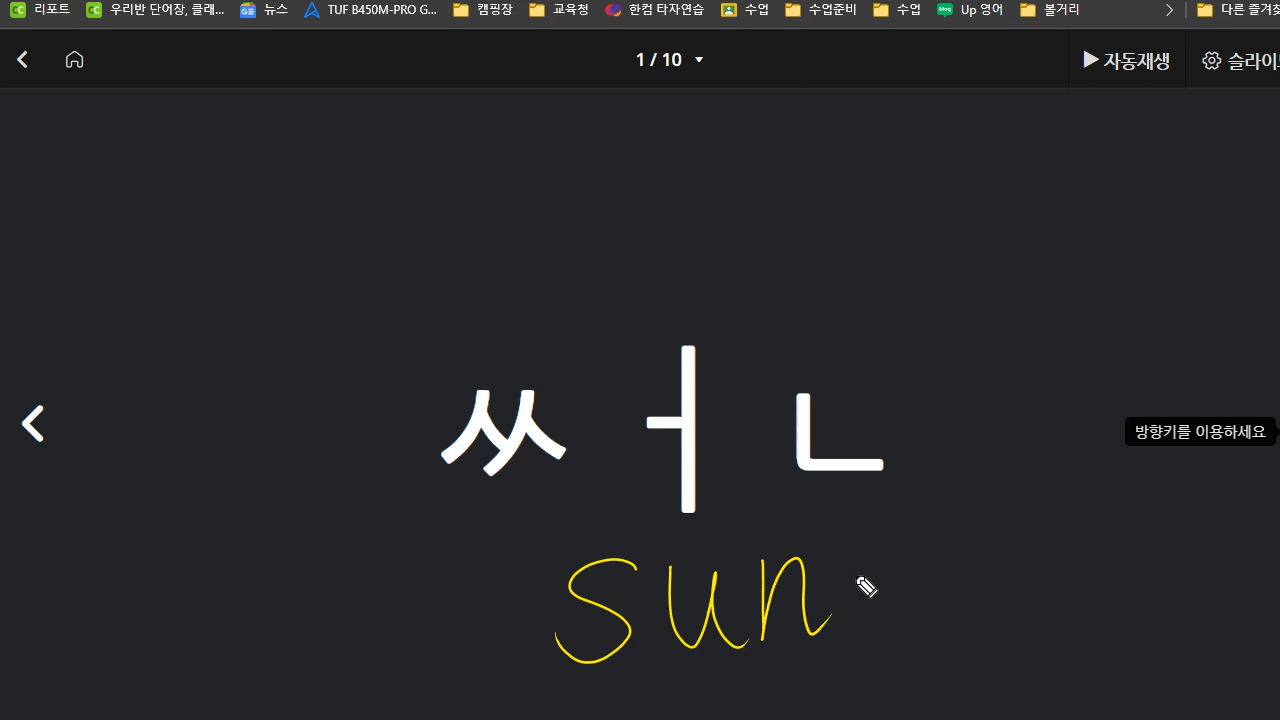 리포트 우리반 단어장, 클래... 뉴스 TUF B450M-PRO G... 캠핑장 교육청 한컴 타자연습 수업 수업준비 수업 Up 영어 볼거리 다른 즐겨찾
1 / 10 자동재생 슬라이드
ㅆ ㅓ ㄴ
방향키를 이용하세요
sun